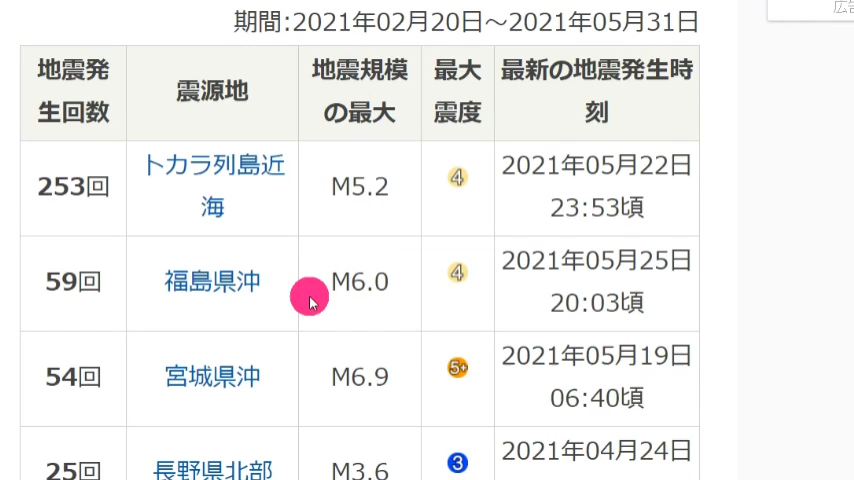 広告
期間:2021年02月20日～2021年05月31日
地震発生回数
震源地
地震規模の最大
最大震度
最新の地震発生時刻
253回
トカラ列島近海
M5.2
4
2021年05月22日
23:53頃
59回
福島県沖
M6.0
4
2021年05月25日
20:03頃
54回
宮城県沖
M6.9
5+
2021年05月19日
06:40頃
25回
長野県北部
M3.6
3
2021年04月24日